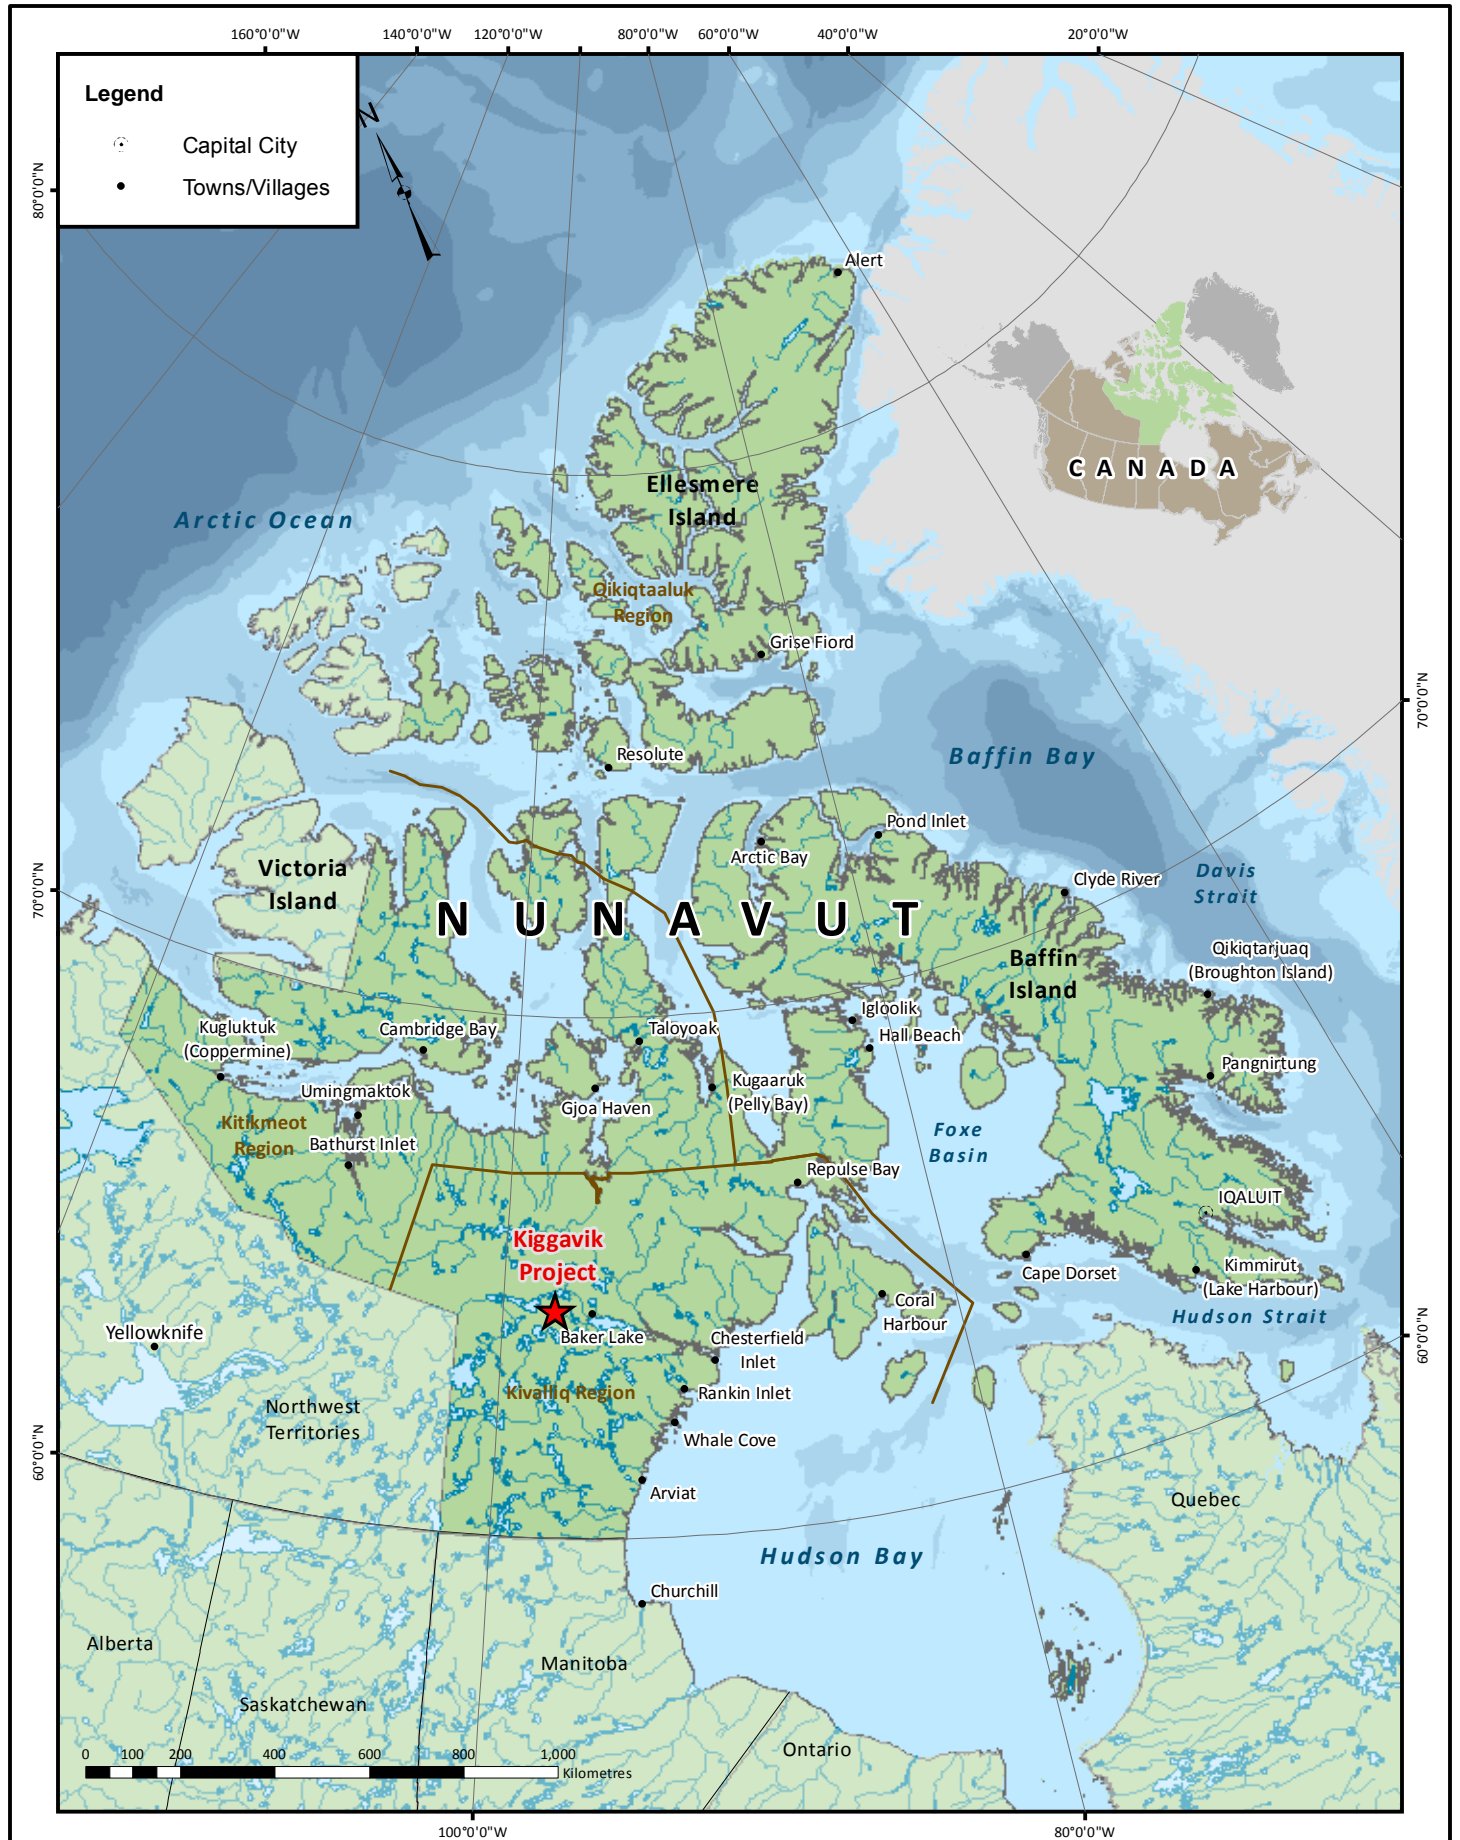 160°0'0"W
140°0'0"W
120°0'0"W
80°0'0"W
60°0'0"W
40°0'0"W
20°0'0"W
Legend
Capital City
Towns/Villages
N
80°0'0"N
Alert
CANADA
Ellesmere
Island
Arctic Ocean
Qikiqtaaluk
Region
Grise Fiord
70°0'0"N
Resolute
Baffin Bay
Pond Inlet
Arctic Bay
Victoria
Island
Clyde River
Davis
Strait
70°0'0"N
NUNAVUT
Qikiqtarjuaq
(Broughton Island)
Baffin
Island
Igloolik
Hall Beach
Kugluktuk
(Coppermine)
Cambridge Bay
Taloyoak
Pangnirtung
Umingmaktok
Kugaaruk
(Pelly Bay)
Gjoa Haven
Kitikmeot
Region
Bathurst Inlet
Foxe
Basin
Repulse Bay
IQALUIT
Kiggavik
Project
Cape Dorset
Kimmirut
(Lake Harbour)
Coral
Harbour
Hudson Strait
Yellowknife
Baker Lake
Chesterfield
Inlet
60°0'0"N
Kivalliq Region
Rankin Inlet
Northwest
Territories
Whale Cove
60°0'0"N
Arviat
Quebec
Hudson Bay
Churchill
Alberta
Manitoba
Saskatchewan
Ontario
0 100 200 400 600 800 1,000
Kilometres
100°0'0"W
80°0'0"W